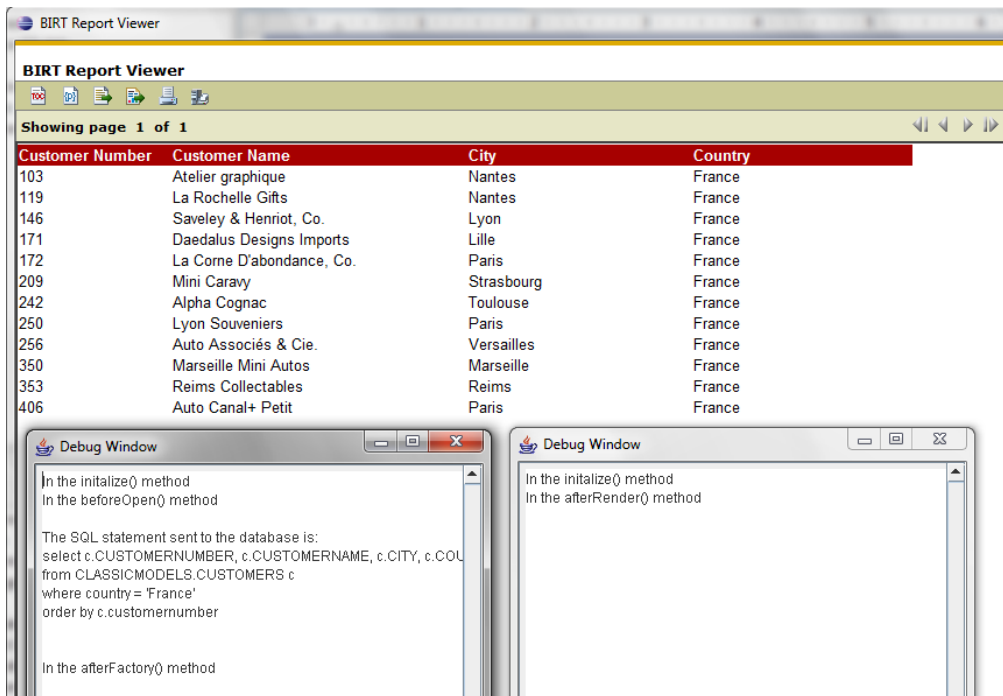 BIRT Report Viewer
BIRT Report Viewer
TOC
Showing page 1 of 1
Customer Number Customer Name City Country
103 Atelier graphique Nantes France
119 La Rochelle Gifts Nantes France
146 Saveley & Henriot, Co. Lyon France
171 Daedalus Designs Imports Lille France
172 La Corne D'abondance, Co. Paris France
209 Mini Caravy Strasbourg France
242 Alpha Cognac Toulouse France
250 Lyon Souveniers Paris France
256 Auto Associés & Cie. Versailles France
350 Marseille Mini Autos Marseille France
353 Reims Collectables Reims France
406 Auto Canal+ Petit Paris France
Debug Window
In the initalize() method
In the beforeOpen() method
The SQL statement sent to the database is:
select c.CUSTOMERNUMBER, c.CUSTOMERNAME, c.CITY, c.COU
from CLASSICMODELS.CUSTOMERS c
where country = 'France'
order by c.customernumber
In the afterFactory() method
Debug Window
In the initalize() method
In the afterRender() method